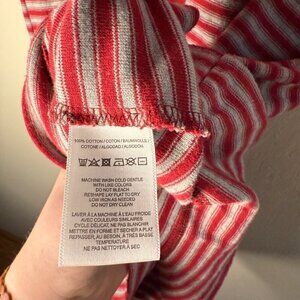 100% COTTON / COTON / BAUMWOLLE /
COTONE / ALGODAO / ALGODÓN
MACHINE WASH COLD GENTLE
WITH LIKE COLORS
DO NOT BLEACH
RESHAPE LAY FLAT TO DRY
LOW IRON AS NEEDED
DO NOT DRY CLEAN
LAVER À LA MACHINE À L'EAU FROIDE
AVEC COULEURS SIMILAIRES
CYCLE DÉLICAT, NE PAS BLANCHIR
METTRE EN FORME ET SÉCHER À PLAT
REPASSER, AU BESOIN, À TRÈS BASSE
TEMPÉRATURE
NE PAS NETTOYER À SEC